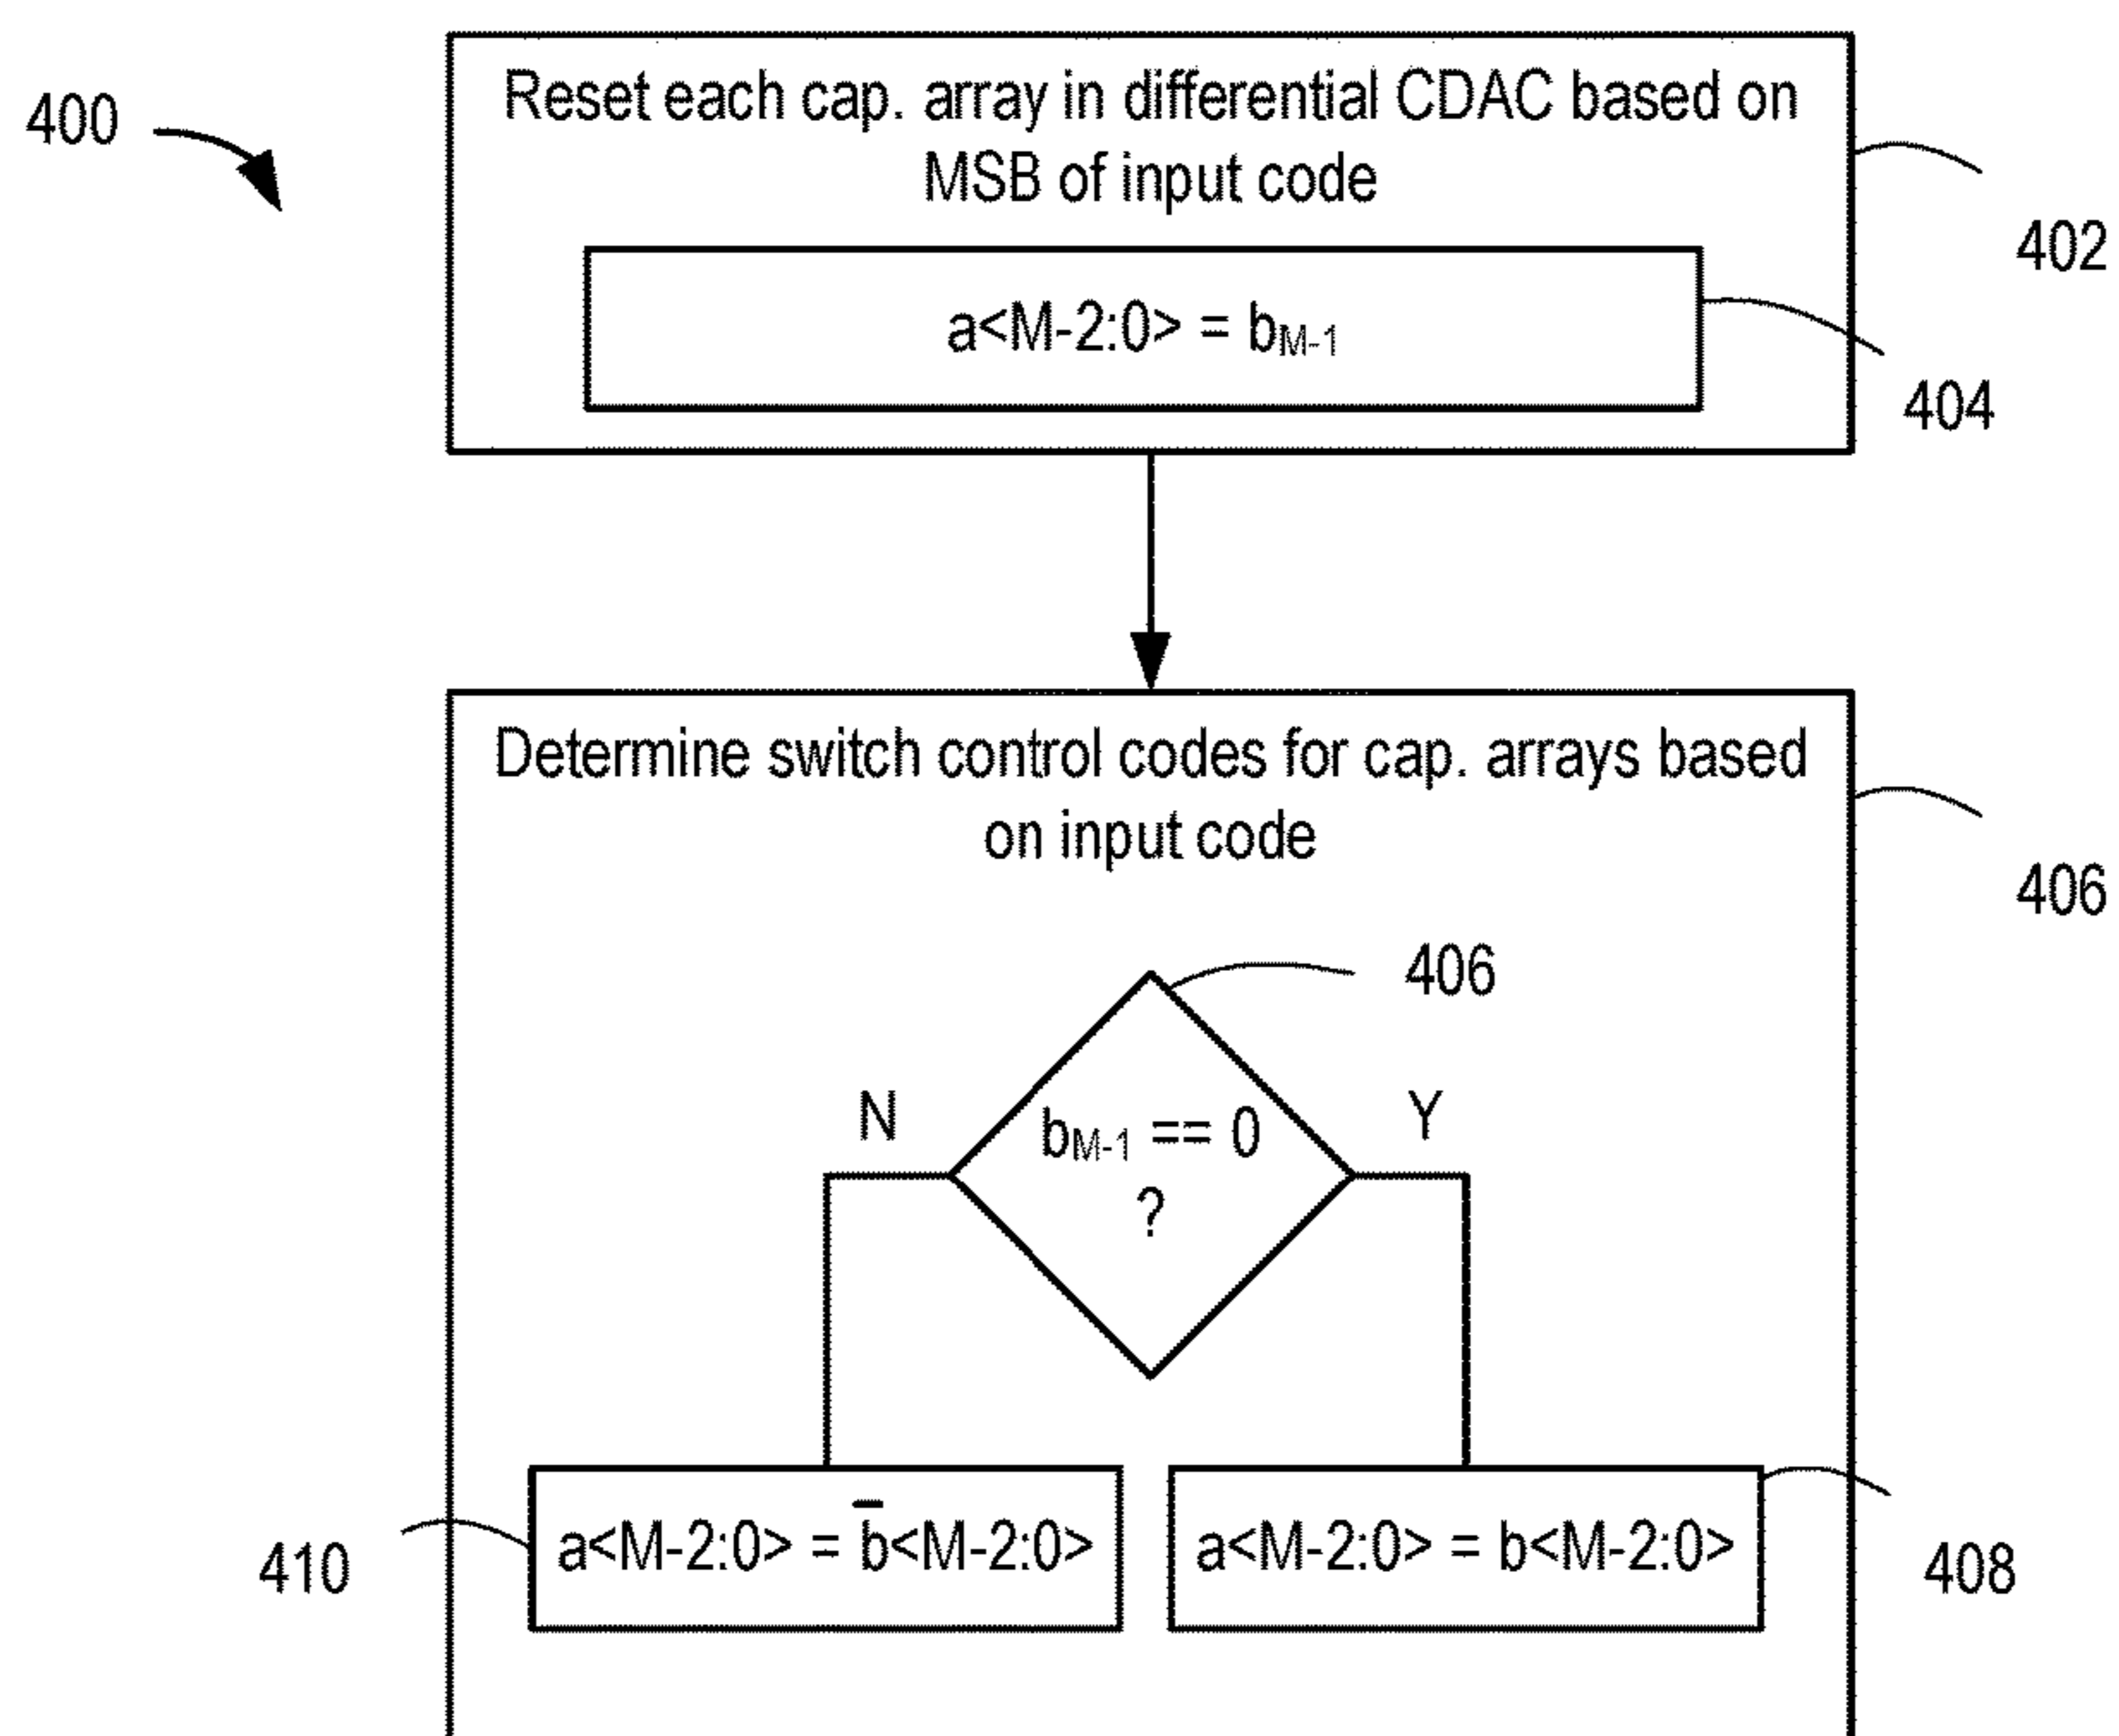 400
Reset each cap. array in differential CDAC based on
MSB of input code
402
a<M-2:0> = b_{M-1}
404
Determine switch control codes for cap. arrays based
on input code
406
406
N
b_{M-1} == 0
?
Y
a<M-2:0> = b̅<M-2:0>
410
a<M-2:0> = b<M-2:0>
408